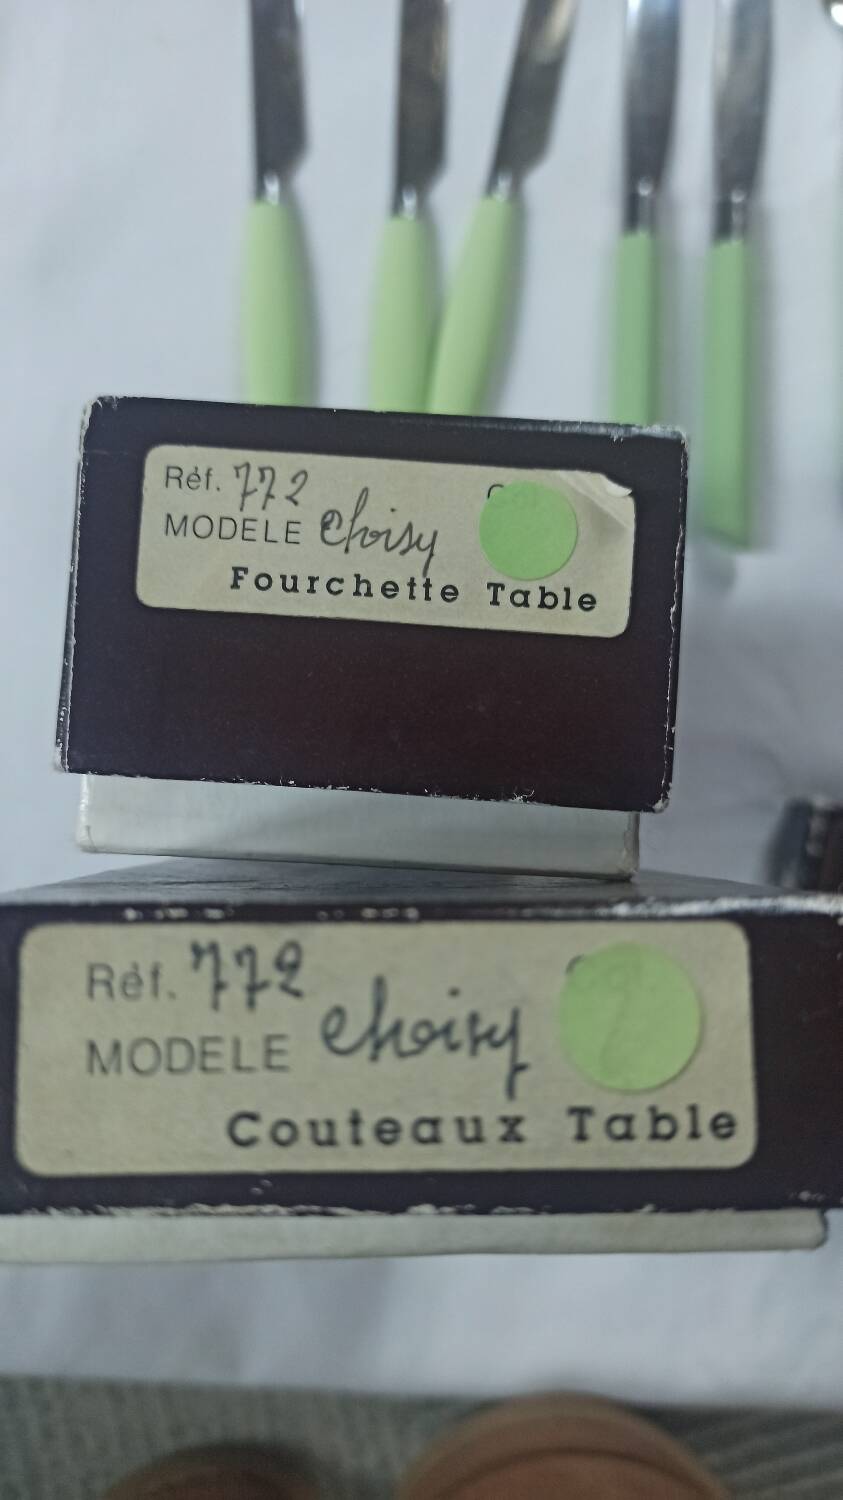 Réf. 772
MODELE Choisy
Fourchette Table
Réf. 772
MODELE Choisy
Couteaux Table